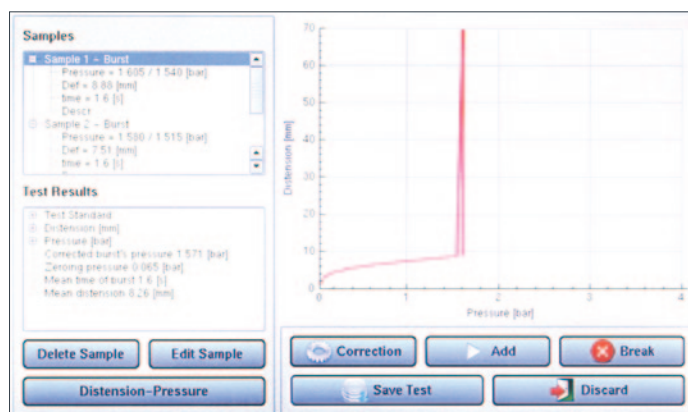 Samples
Sample 1 - Burst
Pressure = 1.605 / 1.540 [bar]
Def = 8.88 [mm]
time = 1.6 [s]
Descr
Sample 2 - Burst
Pressure = 1.580 / 1.515 [bar]
Def = 7.51 [mm]
time = 1.6 [s]
Test Results
Test Standard
Distension [mm]
Pressure [bar]
Corrected burst's pressure 1.571 [bar]
Zeroing pressure 0.065 [bar]
Mean time of burst 1.6 [s]
Mean distension 8.26 [mm]
Delete Sample
Edit Sample
Distension-Pressure
70
60
50
40
30
20
10
0
Distension [mm]
0
1
2
3
4
Pressure [bar]
Correction
Add
Break
Save Test
Discard